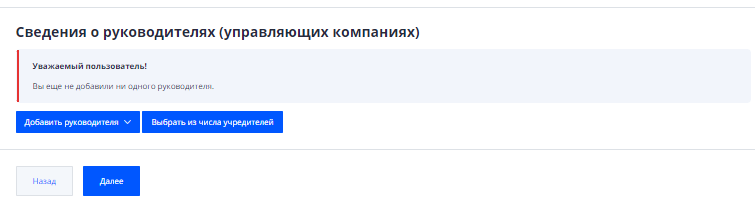 Сведения о руководителях (управляющих компаниях)
Уважаемый пользователь!
Вы еще не добавили ни одного руководителя.
Добавить руководителя
Выбрать из числа учредителей
Назад
Далее